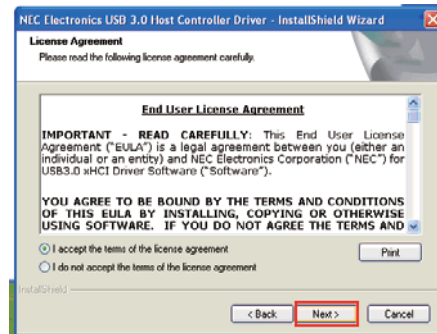 NEC Electronics USB 3.0 Host Controller Driver - InstallShield Wizard
License Agreement
Please read the following license agreement carefully.
End User License Agreement
IMPORTANT - READ CAREFULLY: This End User License
Agreement ("EULA") is a legal agreement between you (either an
individual or an entity) and NEC Electronics Corporation ("NEC") for
USB3.0 xHCI Driver Software ("Software").
YOU AGREE TO BE BOUND BY THE TERMS AND CONDITIONS
OF THIS EULA BY INSTALLING, COPYING OR OTHERWISE
USING SOFTWARE. IF YOU DO NOT AGREE THE TERMS AND
I accept the terms of the license agreement
Print
I do not accept the terms of the license agreement
InstallShield
< Back Next > Cancel